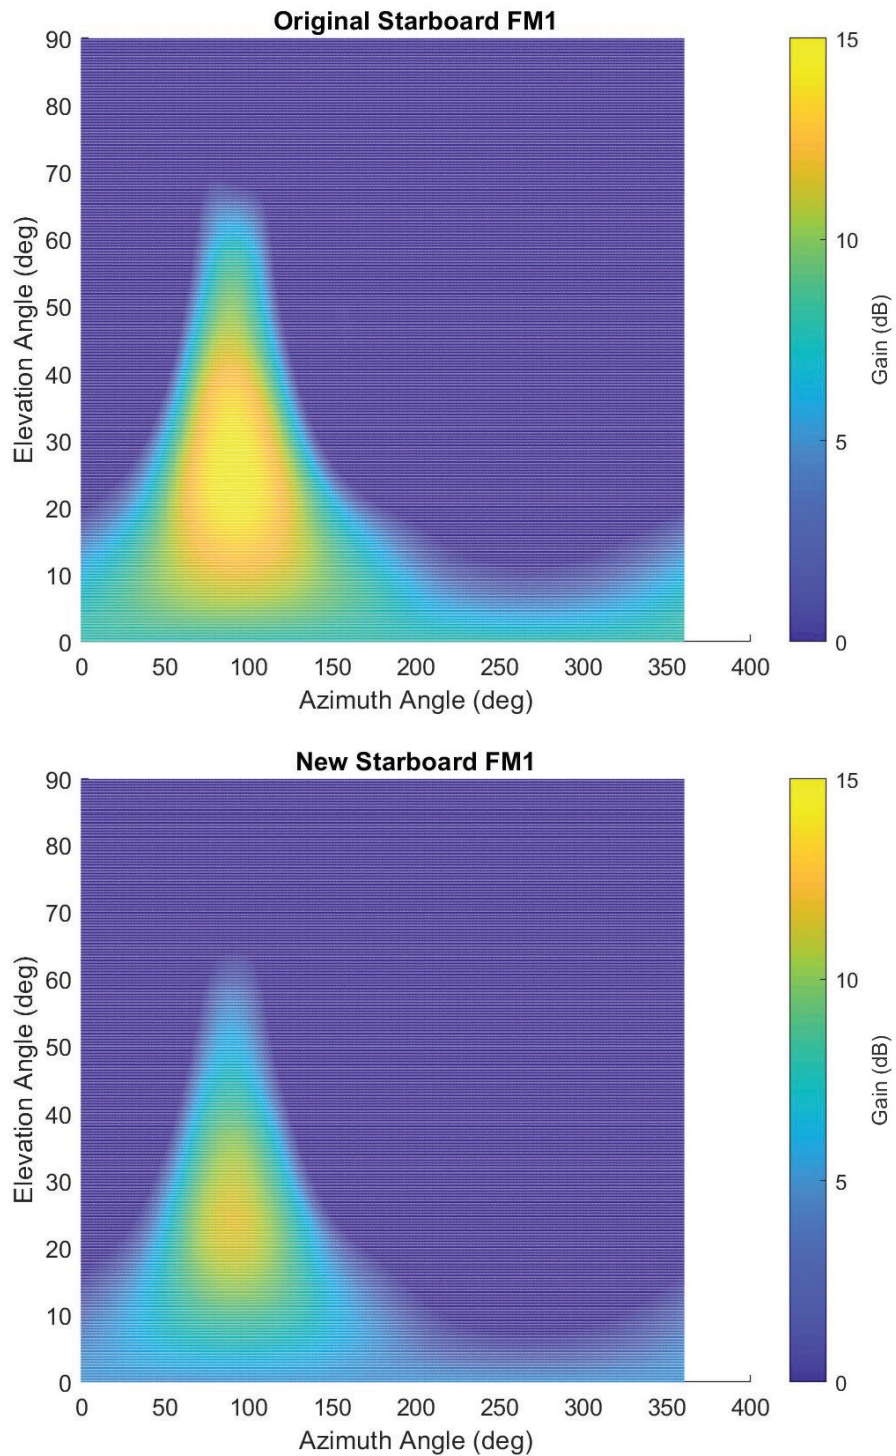 Original Starboard FM1
90
80
70
60
50
40
30
20
10
0
Elevation Angle (deg)
0 50 100 150 200 250 300 350 400
Azimuth Angle (deg)
15
10
5
0
Gain (dB)
New Starboard FM1
90
80
70
60
50
40
30
20
10
0
Elevation Angle (deg)
0 50 100 150 200 250 300 350 400
Azimuth Angle (deg)
15
10
5
0
Gain (dB)